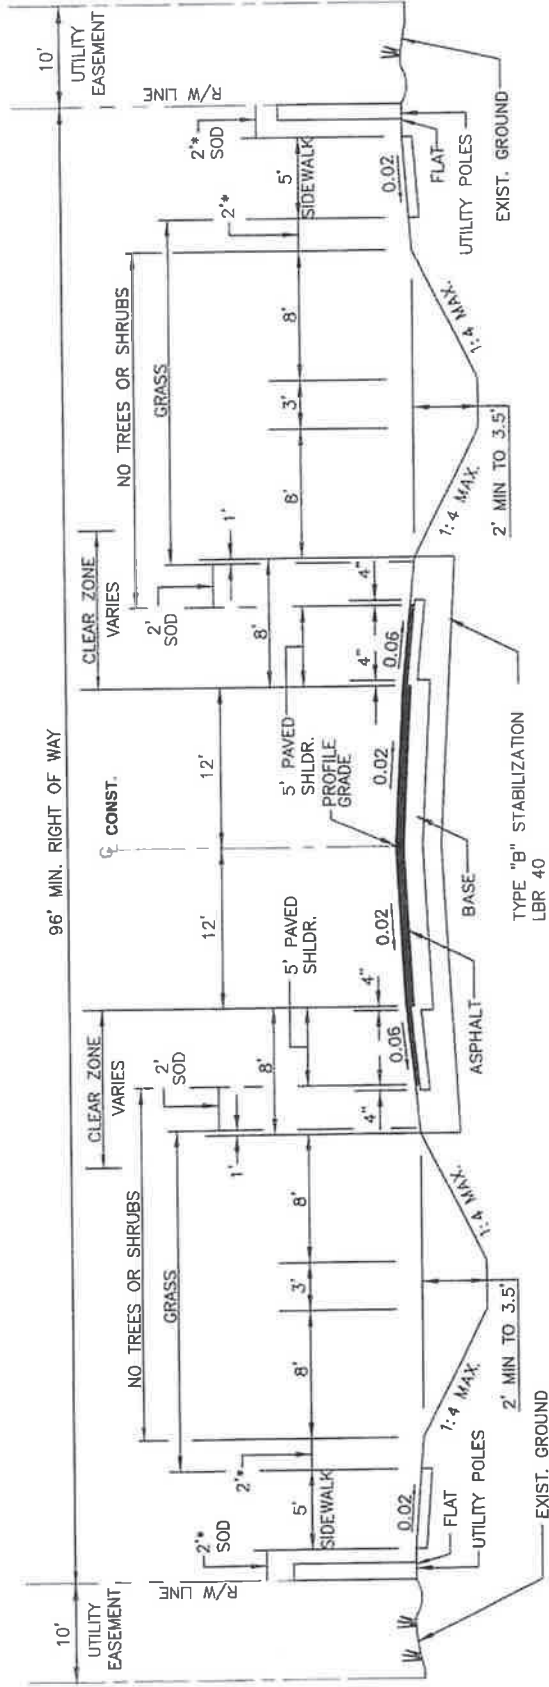 96' MIN. RIGHT OF WAY
10'
UTILITY
EASEMENT
R/W LINE
2'*
SOD
5'
SIDEWALK
2'*
NO TREES OR SHRUBS
GRASS
8'
3'
8'
1'
CLEAR ZONE
VARIES
2'
SOD
8'
5' PAVED
SHLDR.
4"
4"
12'
℄ CONST.
12'
PROFILE
GRADE
5' PAVED
SHLDR.
8'
4"
4"
CLEAR ZONE
VARIES
2'
SOD
1'
NO TREES OR SHRUBS
GRASS
8'
3'
8'
2'*
5'
SIDEWALK
2'*
SOD
R/W LINE
10'
UTILITY
EASEMENT
0.02
0.06
0.02
0.02
0.06
0.02
FLAT
UTILITY POLES
EXIST. GROUND
1:4 MAX.
2' MIN TO 3.5'
1:4 MAX.
ASPHALT
BASE
TYPE "B" STABILIZATION
LBR 40
1:4 MAX.
2' MIN TO 3.5'
1:4 MAX.
FLAT
UTILITY POLES
EXIST. GROUND